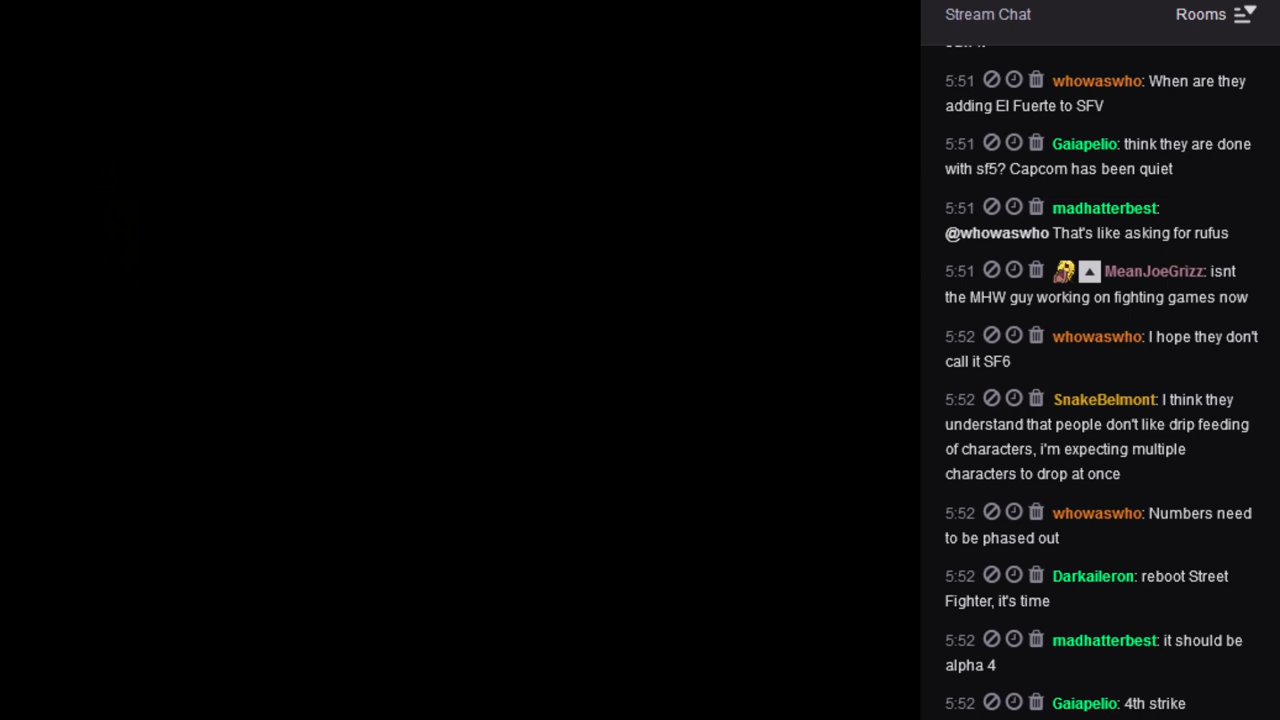 Stream Chat
Rooms
5:51 whowaswho: When are they
adding El Fuerte to SFV
5:51 Gaiapelio: think they are done
with sf5? Capcom has been quiet
5:51 madhatterbest:
@whowaswho That's like asking for rufus
5:51 MeanJoeGrizz: isnt
the MHW guy working on fighting games now
5:52 whowaswho: I hope they don't
call it SF6
5:52 SnakeBelmont: I think they
understand that people don't like drip feeding
of characters, i'm expecting multiple
characters to drop at once
5:52 whowaswho: Numbers need
to be phased out
5:52 Darkaileron: reboot Street
Fighter, it's time
5:52 madhatterbest: it should be
alpha 4
5:52 Gaiapelio: 4th strike